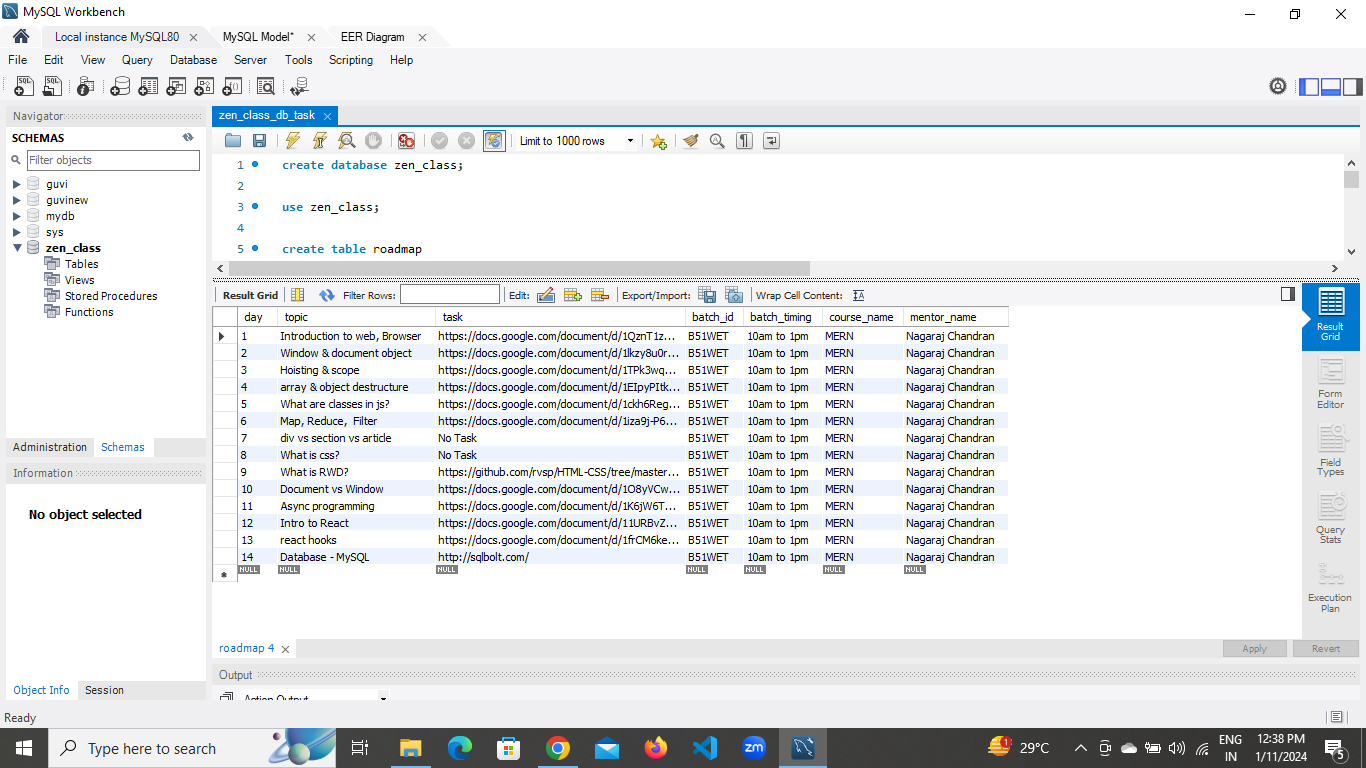 MySQL Workbench
Local instance MySQL80 MySQL Model* EER Diagram
File Edit View Query Database Server Tools Scripting Help
Navigator
SCHEMAS
Filter objects
guvi
guvinew
mydb
sys
zen_class
Tables
Views
Stored Procedures
Functions
Administration Schemas
Information
No object selected
Object Info Session
zen_class_db_task
Limit to 1000 rows
1 create database zen_class;
2
3 use zen_class;
4
5 create table roadmap
Result Grid Filter Rows: Edit: Export/Import: Wrap Cell Content:
day topic task batch_id batch_timing course_name mentor_name
1 Introduction to web, Browser https://docs.google.com/document/d/1QznT1z... B51WET 10am to 1pm MERN Nagaraj Chandran
2 Window & document object https://docs.google.com/document/d/1kzy8u0r... B51WET 10am to 1pm MERN Nagaraj Chandran
3 Hoisting & scope https://docs.google.com/document/d/1TPk3wq... B51WET 10am to 1pm MERN Nagaraj Chandran
4 array & object destructure https://docs.google.com/document/d/1EIpyPItk... B51WET 10am to 1pm MERN Nagaraj Chandran
5 What are classes in js? https://docs.google.com/document/d/1ckh6Reg... B51WET 10am to 1pm MERN Nagaraj Chandran
6 Map, Reduce, Filter https://docs.google.com/document/d/1iza9j-P6... B51WET 10am to 1pm MERN Nagaraj Chandran
7 div vs section vs article No Task B51WET 10am to 1pm MERN Nagaraj Chandran
8 What is css? No Task B51WET 10am to 1pm MERN Nagaraj Chandran
9 What is RWD? https://github.com/rvsp/HTML-CSS/tree/master... B51WET 10am to 1pm MERN Nagaraj Chandran
10 Document vs Window https://docs.google.com/document/d/1O8yVCw... B51WET 10am to 1pm MERN Nagaraj Chandran
11 Async programming https://docs.google.com/document/d/1K6jW6T... B51WET 10am to 1pm MERN Nagaraj Chandran
12 Intro to React https://docs.google.com/document/d/11URBvZ... B51WET 10am to 1pm MERN Nagaraj Chandran
13 react hooks https://docs.google.com/document/d/1frCM6ke... B51WET 10am to 1pm MERN Nagaraj Chandran
14 Database - MySQL http://sqlbolt.com/ B51WET 10am to 1pm MERN Nagaraj Chandran
NULL NULL NULL NULL NULL NULL NULL
Result
Grid
Form
Editor
Field
Types
Query
Stats
Execution
Plan
roadmap 4 Apply Revert
Output
Action Output
Ready
Type here to search
zm
1
29°C
ENG
IN
12:38 PM
1/11/2024
5